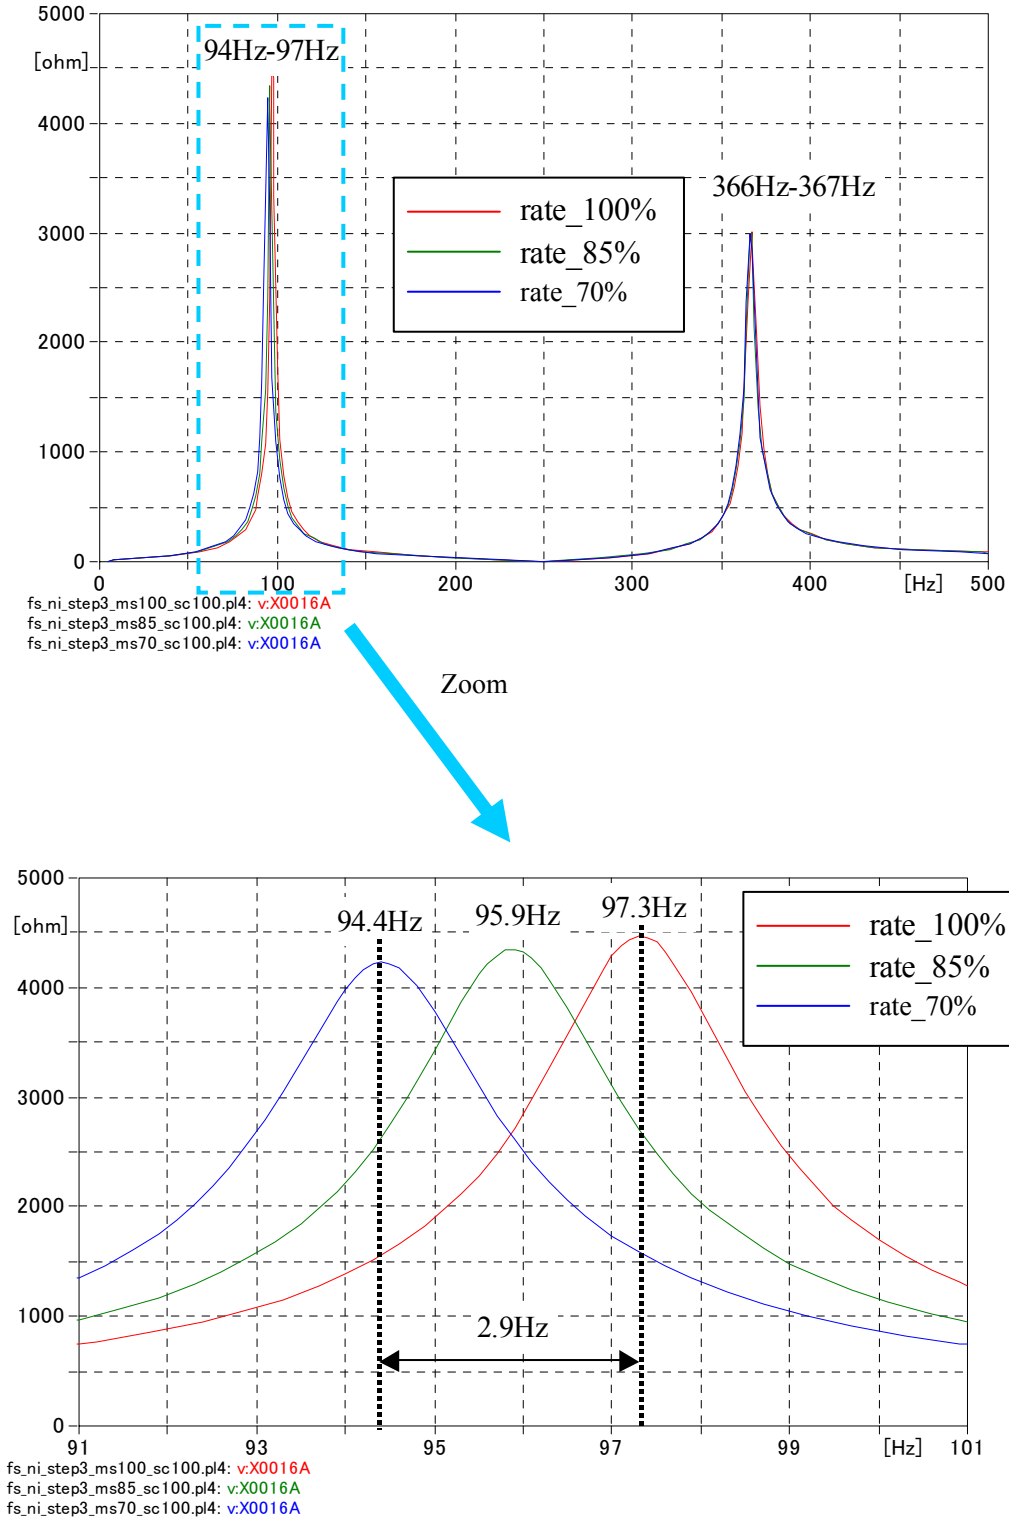 5000
[ohm]
94Hz-97Hz
4000
366Hz-367Hz
rate_100%
3000
rate_85%
rate_70%
2000
1000
0
0 100 200 300 400 [Hz] 500
fs_ni_step3_ms100_sc100.pl4: v:X0016A
fs_ni_step3_ms85_sc100.pl4: v:X0016A
fs_ni_step3_ms70_sc100.pl4: v:X0016A
Zoom
5000
[ohm]
94.4Hz 95.9Hz 97.3Hz
rate_100%
rate_85%
4000
rate_70%
3000
2000
1000
2.9Hz
0
91 93 95 97 99 [Hz] 101
fs_ni_step3_ms100_sc100.pl4: v:X0016A
fs_ni_step3_ms85_sc100.pl4: v:X0016A
fs_ni_step3_ms70_sc100.pl4: v:X0016A